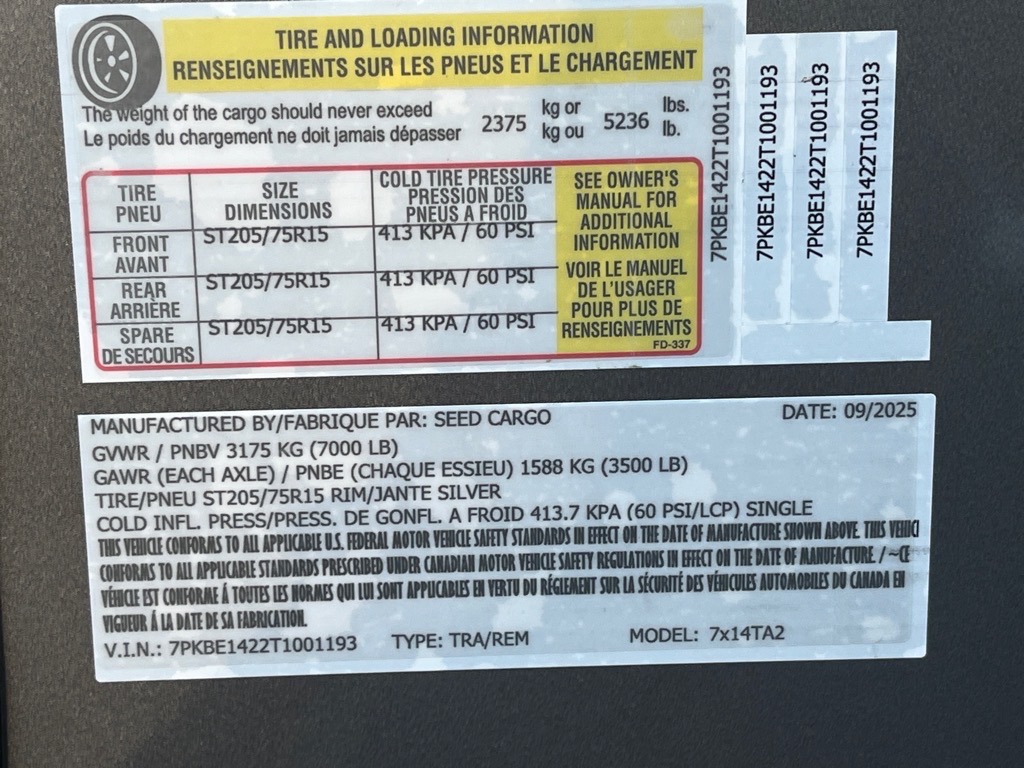 TIRE AND LOADING INFORMATION
RENSEIGNEMENTS SUR LES PNEUS ET LE CHARGEMENT
The weight of the cargo should never exceed 2375 kg or 5236 lbs.
Le poids du chargement ne doit jamais dépasser kg ou lb.
TIRE PNEU
SIZE DIMENSIONS
COLD TIRE PRESSURE PRESSION DES PNEUS A FROID
FRONT AVANT
ST205/75R15
413 KPA / 60 PSI
REAR ARRIÈRE
ST205/75R15
413 KPA / 60 PSI
SPARE DE SECOURS
ST205/75R15
413 KPA / 60 PSI
SEE OWNER'S
MANUAL FOR
ADDITIONAL
INFORMATION
VOIR LE MANUEL
DE L'USAGER
POUR PLUS DE
RENSEIGNEMENTS
FD-337
7PKBE1422T1001193
7PKBE1422T1001193
7PKBE1422T1001193
7PKBE1422T1001193
MANUFACTURED BY/FABRIQUE PAR: SEED CARGO DATE: 09/2025
GVWR / PNBV 3175 KG (7000 LB)
GAWR (EACH AXLE) / PNBE (CHAQUE ESSIEU) 1588 KG (3500 LB)
TIRE/PNEU ST205/75R15 RIM/JANTE SILVER
COLD INFL. PRESS/PRESS. DE GONFL. A FROID 413.7 KPA (60 PSI/LCP) SINGLE
THIS VEHICLE CONFORMS TO ALL APPLICABLE U.S. FEDERAL MOTOR VEHICLE SAFETY STANDARDS IN EFFECT ON THE DATE OF MANUFACTURE SHOWN ABOVE. THIS VEHICL
CONFORMS TO ALL APPLICABLE STANDARDS PRESCRIBED UNDER CANADIAN MOTOR VEHICLE SAFETY REGULATIONS IN EFFECT ON THE DATE OF MANUFACTURE. / ~CE
VÉHICLE EST CONFORME Á TOUTES LES NORMES QUI LUI SONT APPLICABLES EN VERTU DU RÉGLEMENT SUR LA SÉCURITÉ DES VÉHICULES AUTOMOBILES DU CANADA EN
VIGUEUR Á LA DATE DE SA FABRICATION.
V.I.N.: 7PKBE1422T1001193 TYPE: TRA/REM MODEL: 7x14TA2